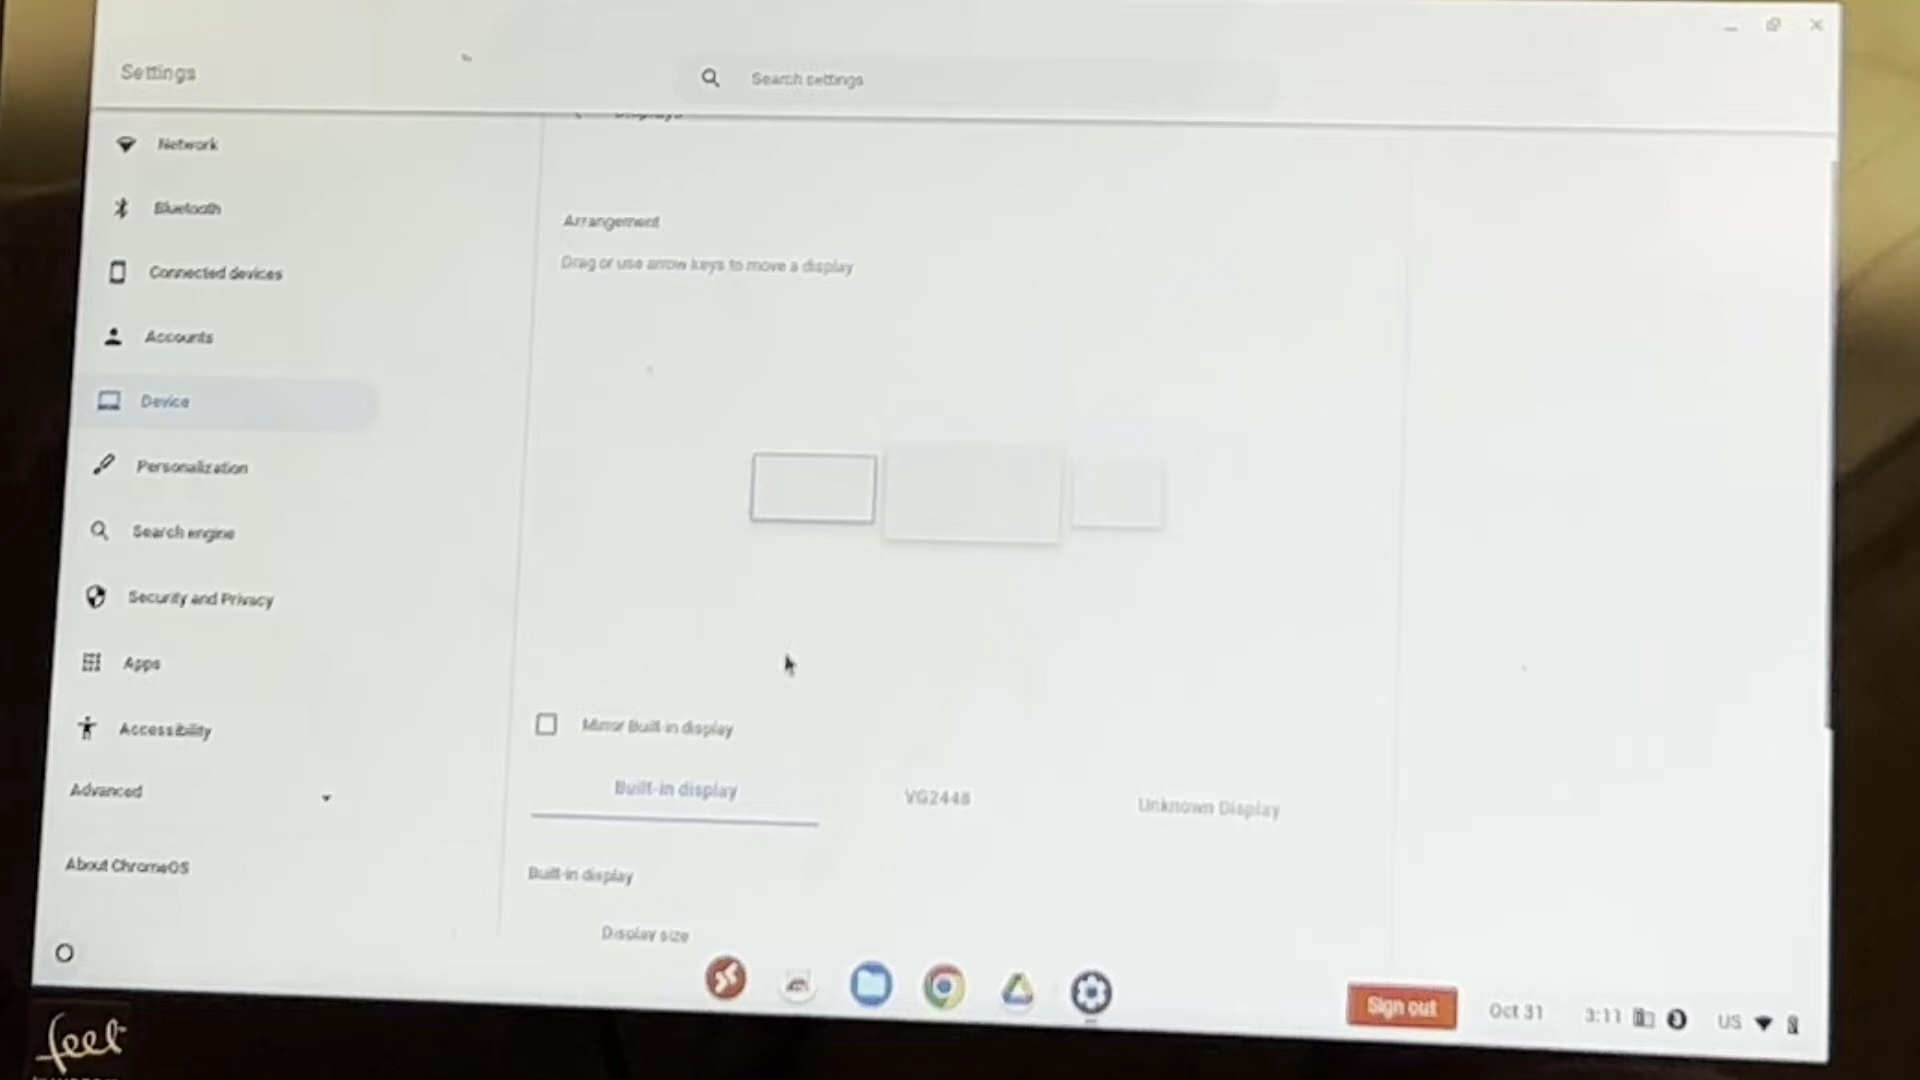 Settings
Search settings
Displays
Network
Bluetooth
Connected devices
Accounts
Device
Personalization
Search engine
Security and Privacy
Apps
Accessibility
Advanced
About ChromeOS
Arrangement
Drag or use arrow keys to move a display
Mirror Built-in display
Built-in display
VG2448
Unknown Display
Built-in display
Display size
Sign out
Oct 31
3:11
US
feel